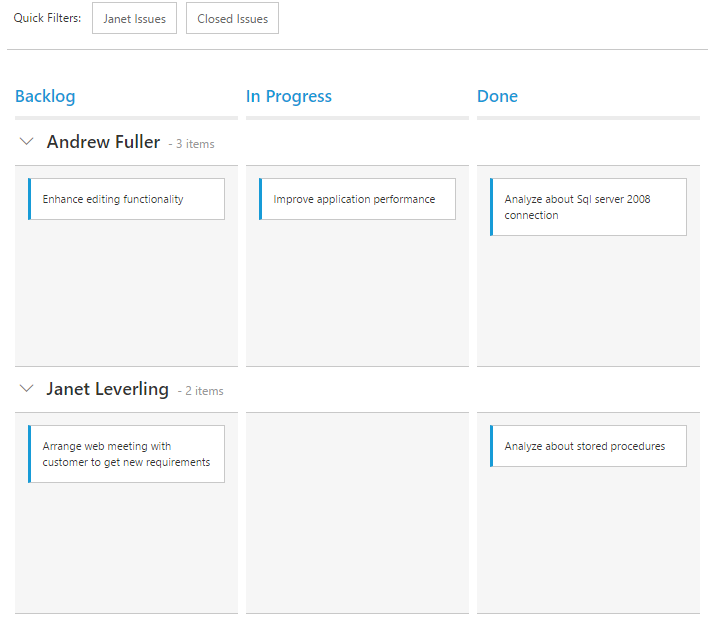 Quick Filters: Janet Issues Closed Issues
Backlog In Progress Done
Andrew Fuller - 3 items
Enhance editing functionality
Improve application performance
Analyze about Sql server 2008
connection
Janet Leverling - 2 items
Arrange web meeting with
customer to get new requirements
Analyze about stored procedures